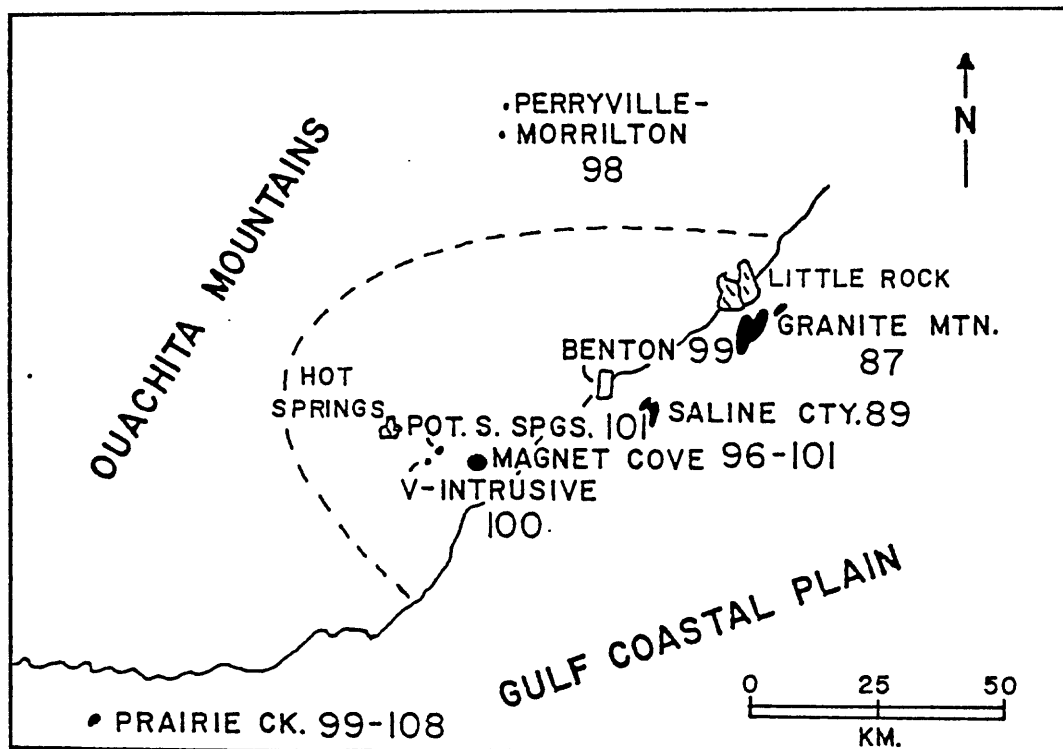 PERRYVILLE-
MORRILTON
98
N
OUACHITA MOUNTAINS
LITTLE ROCK
GRANITE MTN.
87
BENTON 99
HOT
SPRINGS
POT. S. SPGS. 101
SALINE CTY. 89
MAGNET COVE 96-101
V-INTRUSIVE
100
GULF COASTAL PLAIN
PRAIRIE CK. 99-108
0 25 50
KM.